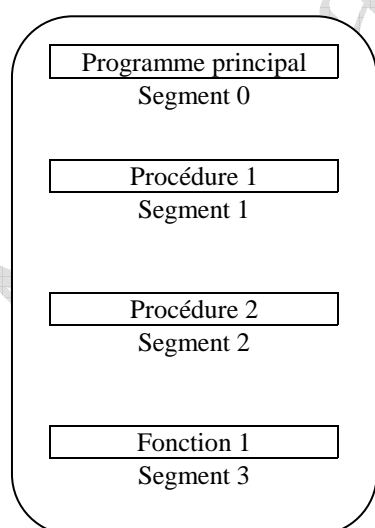 Programme principal
Segment 0
Procédure 1
Segment 1
Procédure 2
Segment 2
Fonction 1
Segment 3